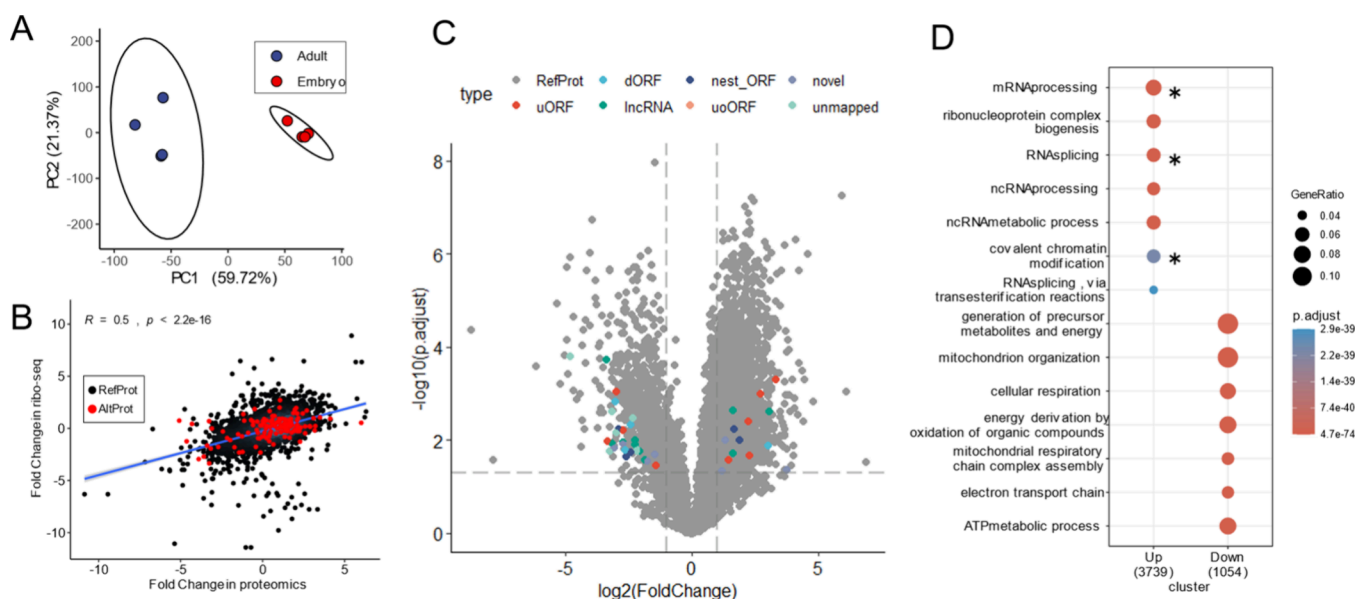 A
200
100
0
-100
-200
PC2 (21.37%)
-100
-50
0
50
100
PC1 (59.72%)
Adult
Embryo
B
R = 0.5 , p < 2.2e-16
RefProt
AltProt
10
5
0
-5
-10
Fold Changein ribo-seq
-10
-5
0
5
Fold Changein proteomics
C
type
RefProt
dORF
nest_ORF
novel
uORF
lncRNA
uoORF
unmapped
8
6
4
2
0
-log10(p.adjust)
-5
0
5
log2(FoldChange)
D
mRNAprocessing
*
ribonucleoprotein complex
biogenesis
RNAsplicing
*
ncRNAprocessing
ncRNAmetabolic process
covalent chromatin
modification
*
RNAsplicing , via
transesterification reactions
generation of precursor
metabolites and energy
mitochondrion organization
cellular respiration
energy derivation by
oxidation of organic compounds
mitochondrial respiratory
chain complex assembly
electron transport chain
ATPmetabolic process
Up
(3739)
Down
(1054)
cluster
GeneRatio
0.04
0.06
0.08
0.10
p.adjust
2.9e-39
2.2e-39
1.4e-39
7.4e-40
4.7e-74